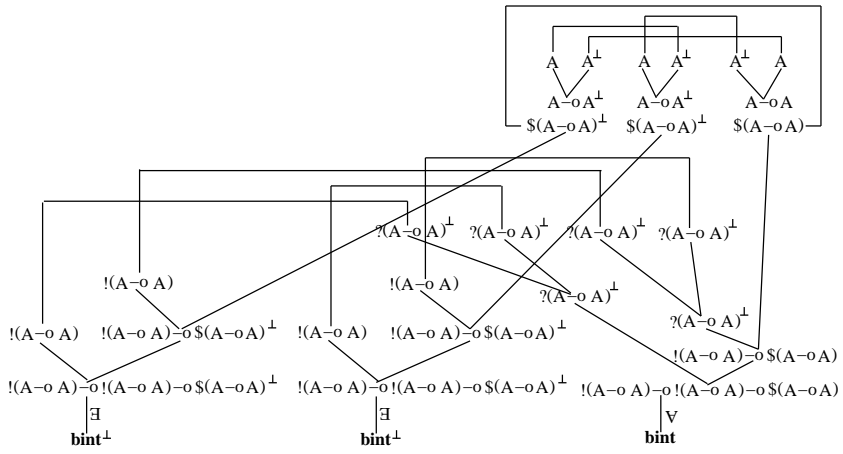 A A⊥ A A⊥ A⊥ A
A−o A⊥ A−o A⊥ A−o A
$(A−o A)⊥ $(A−o A)⊥ $(A−o A)
?(A−o A)⊥ ?(A−o A)⊥ ?(A−o A)⊥ ?(A−o A)⊥
!(A−o A) !(A−o A) ?(A−o A)⊥
?(A−o A)⊥
!(A−o A) !(A−o A)−o $(A−o A)⊥ !(A−o A) !(A−o A)−o $(A−o A)⊥
!(A−o A)−o $(A−o A)
!(A−o A)−o !(A−o A)−o $(A−o A)⊥ !(A−o A)−o !(A−o A)−o $(A−o A)⊥ !(A−o A)−o !(A−o A)−o $(A−o A)
∃ ∃ ∀
bint⊥ bint⊥ bint